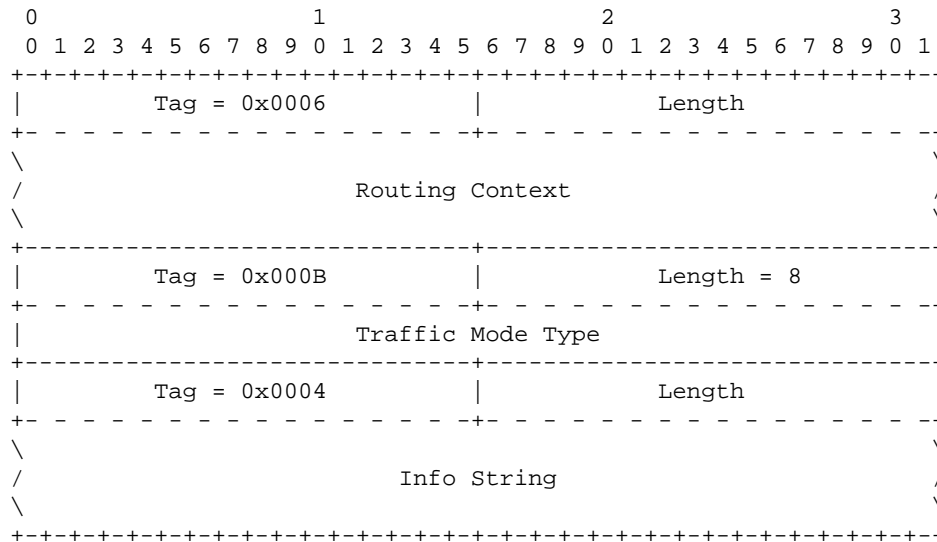 0                   1                   2                   3
0 1 2 3 4 5 6 7 8 9 0 1 2 3 4 5 6 7 8 9 0 1 2 3 4 5 6 7 8 9 0 1
+-+-+-+-+-+-+-+-+-+-+-+-+-+-+-+-+-+-+-+-+-+-+-+-+-+-+-+-+-+-+-+--
|         Tag = 0x0006          |            Length
+- - - - - - - - - - - - - - - -+- - - - - - - - - - - - - - - --
\                                                               \
/                       Routing Context                         /
\                                                               \
+-------------------------------+--------------------------------
|         Tag = 0x000B          |            Length = 8
+- - - - - - - - - - - - - - - -+- - - - - - - - - - - - - - - --
|                       Traffic Mode Type
+-------------------------------+--------------------------------
|         Tag = 0x0004          |            Length
+- - - - - - - - - - - - - - - -+- - - - - - - - - - - - - - - --
\                                                               \
/                          Info String                          /
\                                                               \
+-+-+-+-+-+-+-+-+-+-+-+-+-+-+-+-+-+-+-+-+-+-+-+-+-+-+-+-+-+-+-+--